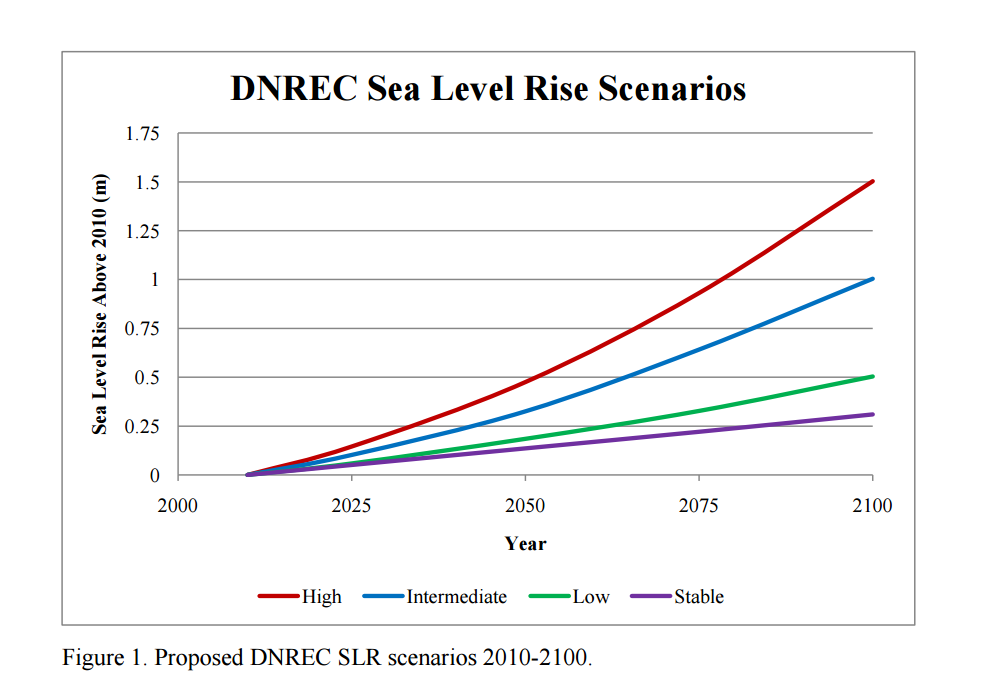 DNREC Sea Level Rise Scenarios
Sea Level Rise Above 2010 (m)
1.75
1.5
1.25
1
0.75
0.5
0.25
0
2000 2025 2050 2075 2100
Year
High Intermediate Low Stable
Figure 1. Proposed DNREC SLR scenarios 2010-2100.